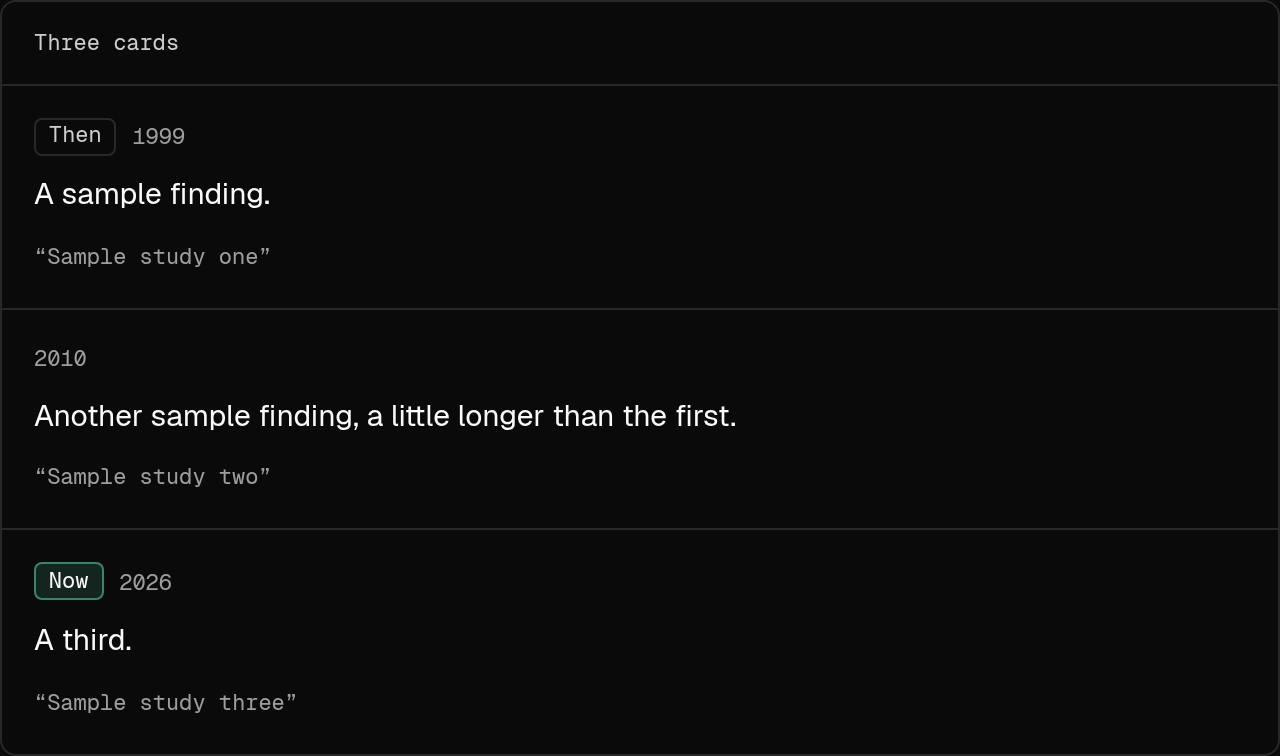 Three cards
Then 1999
A sample finding.
“Sample study one”
2010
Another sample finding, a little longer than the first.
“Sample study two”
Now 2026
A third.
“Sample study three”